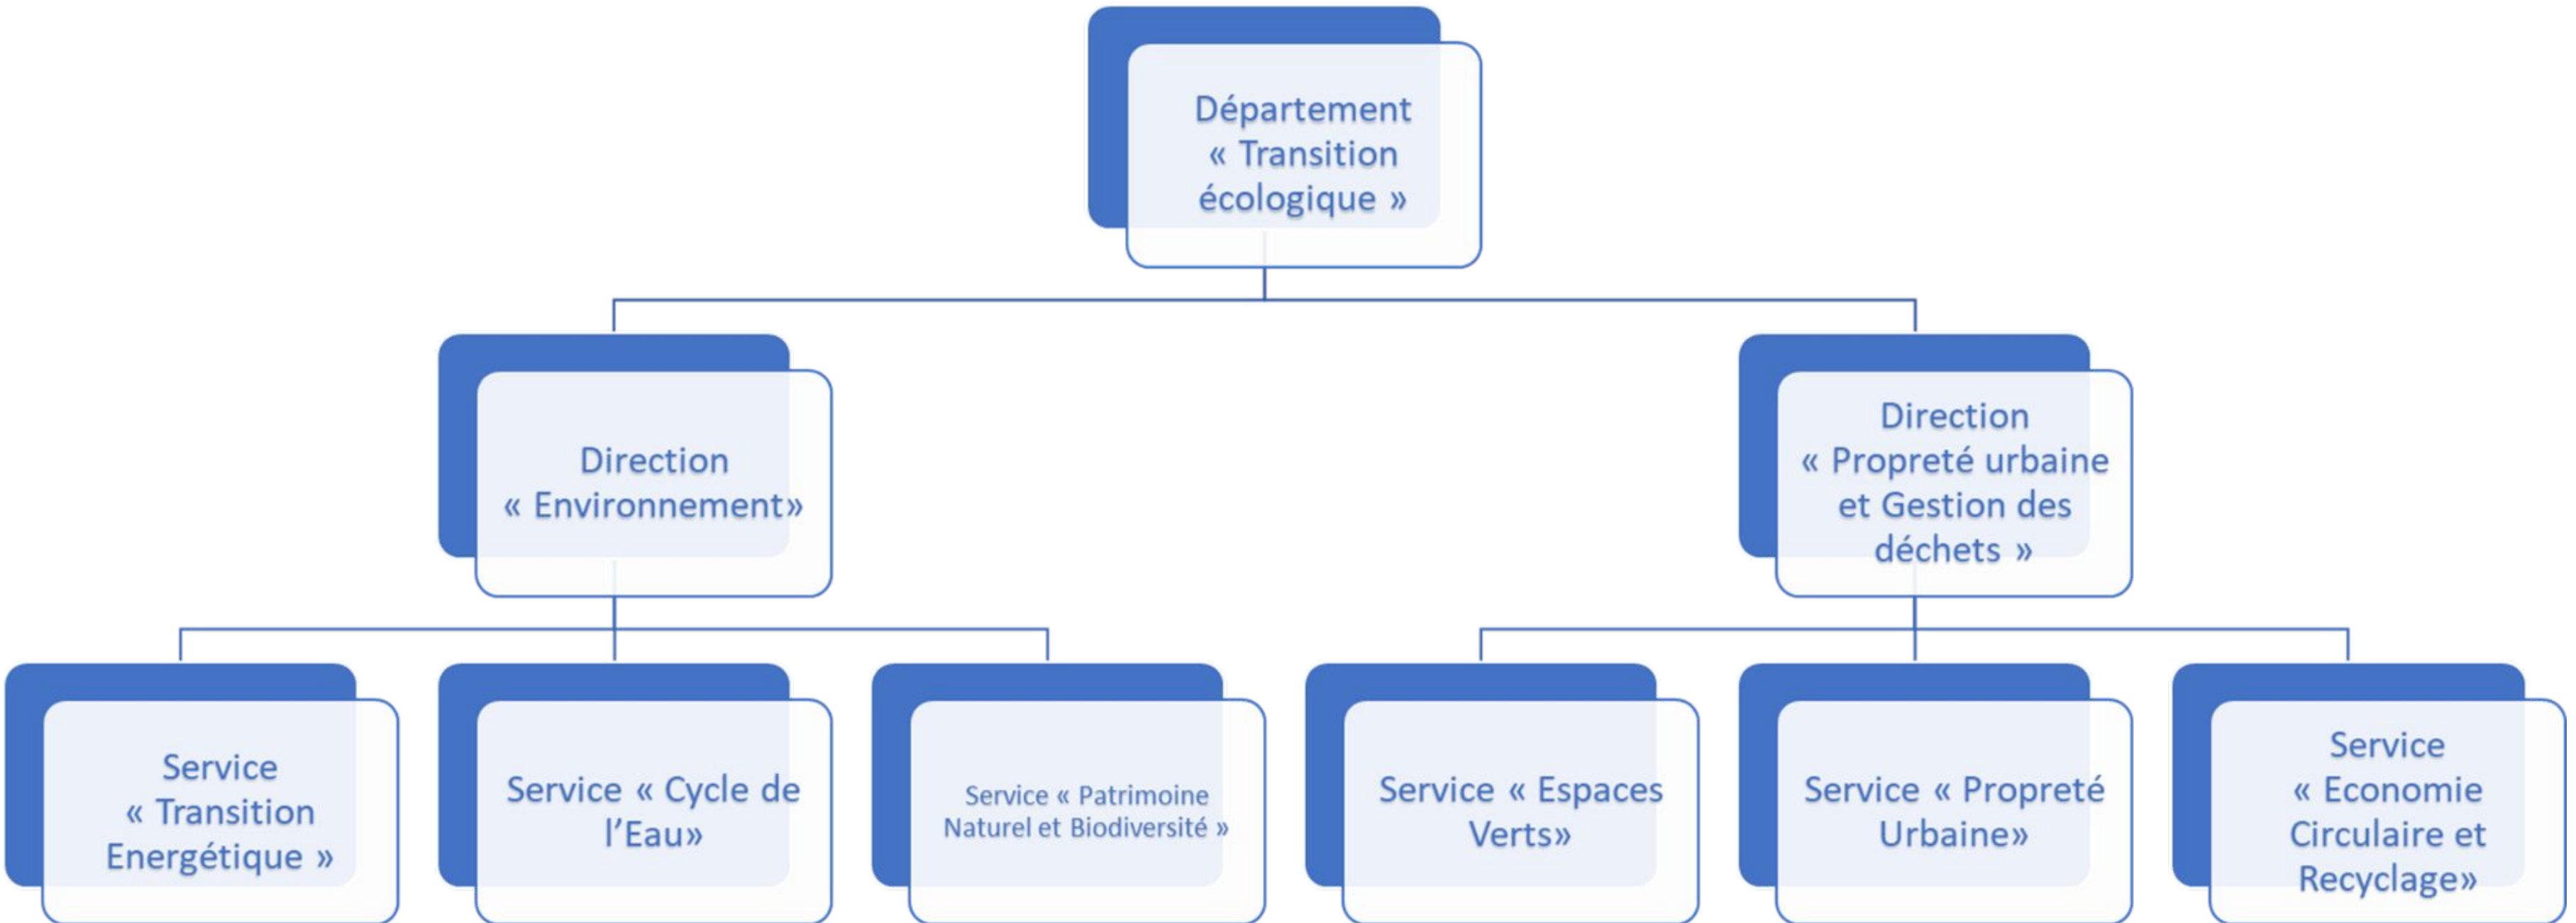 Département
« Transition
écologique »
Direction
« Environnement»
Direction
« Propreté urbaine
et Gestion des
déchets »
Service
« Transition
Energétique »
Service « Cycle de
l’Eau»
Service « Patrimoine
Naturel et Biodiversité »
Service « Espaces
Verts»
Service « Propreté
Urbaine»
Service
« Economie
Circulaire et
Recyclage»